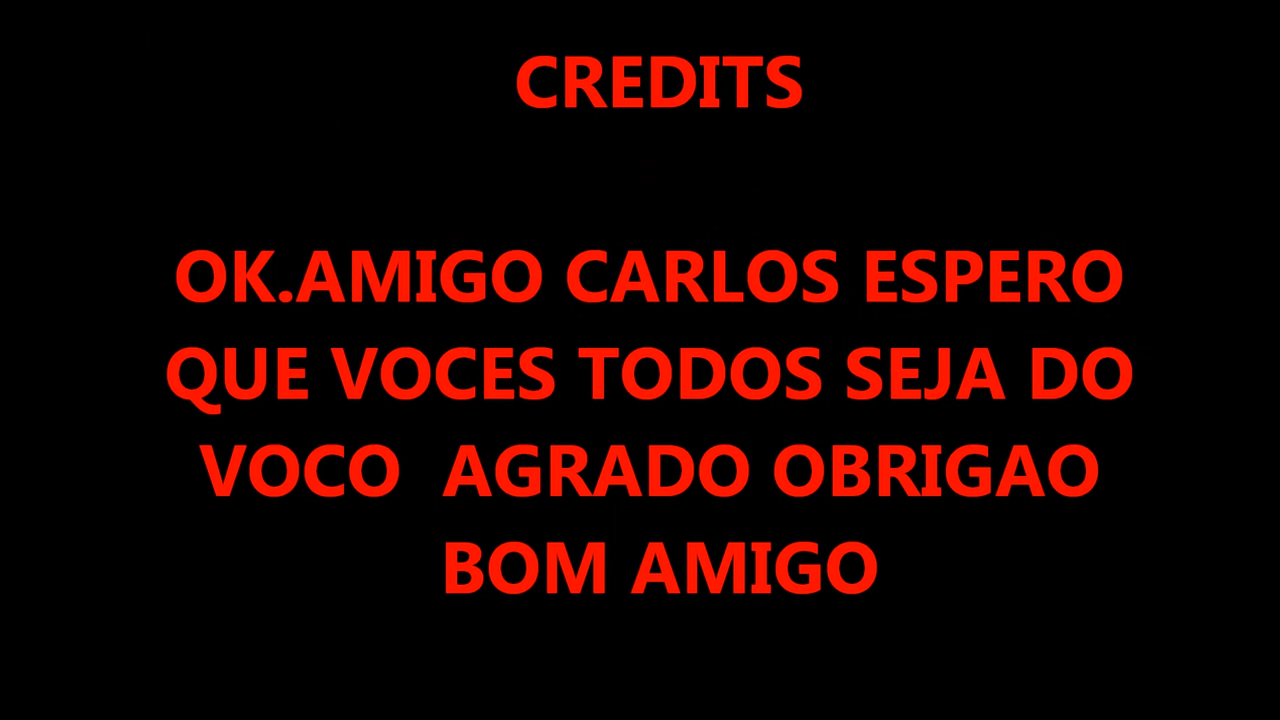 CREDITS
OK.AMIGO CARLOS ESPERO
QUE VOCES TODOS SEJA DO
VOCO  AGRADO OBRIGAO
BOM AMIGO